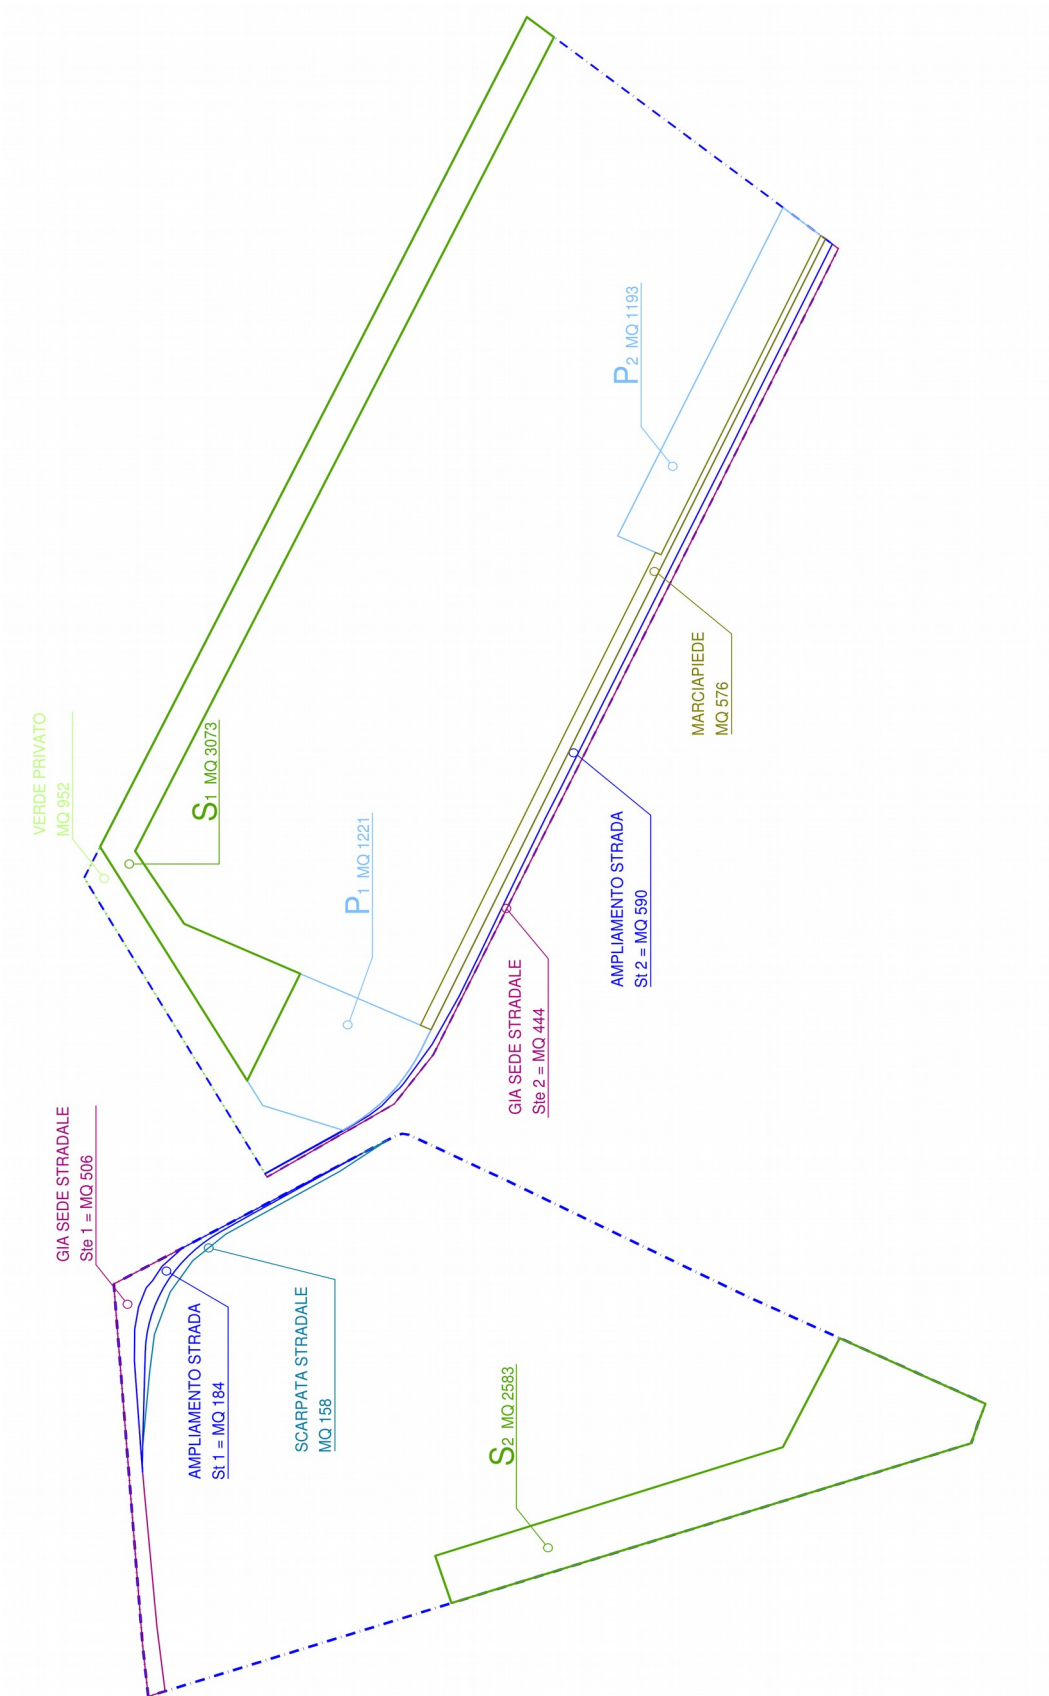 P2 MQ 1193
MARCIAPIEDE
MQ 576
VERDE PRIVATO
MQ 952
S1 MQ 3073
P1 MQ 1221
AMPLIAMENTO STRADA
St 2 = MQ 590
GIA SEDE STRADALE
Ste 2 = MQ 444
GIA SEDE STRADALE
Ste 1 = MQ 506
AMPLIAMENTO STRADA
St 1 = MQ 184
SCARPATA STRADALE
MQ 158
S2 MQ 2583